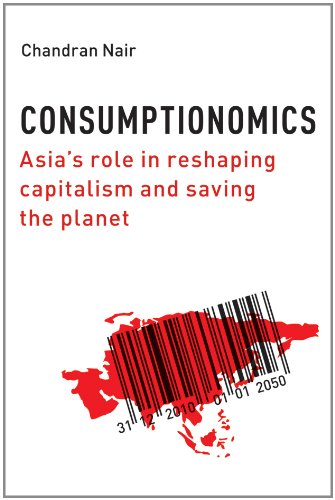 Chandran Nair
CONSUMPTIONOMICS
Asia's role in reshaping
capitalism and saving
the planet
31 12 2010 01 01 2050